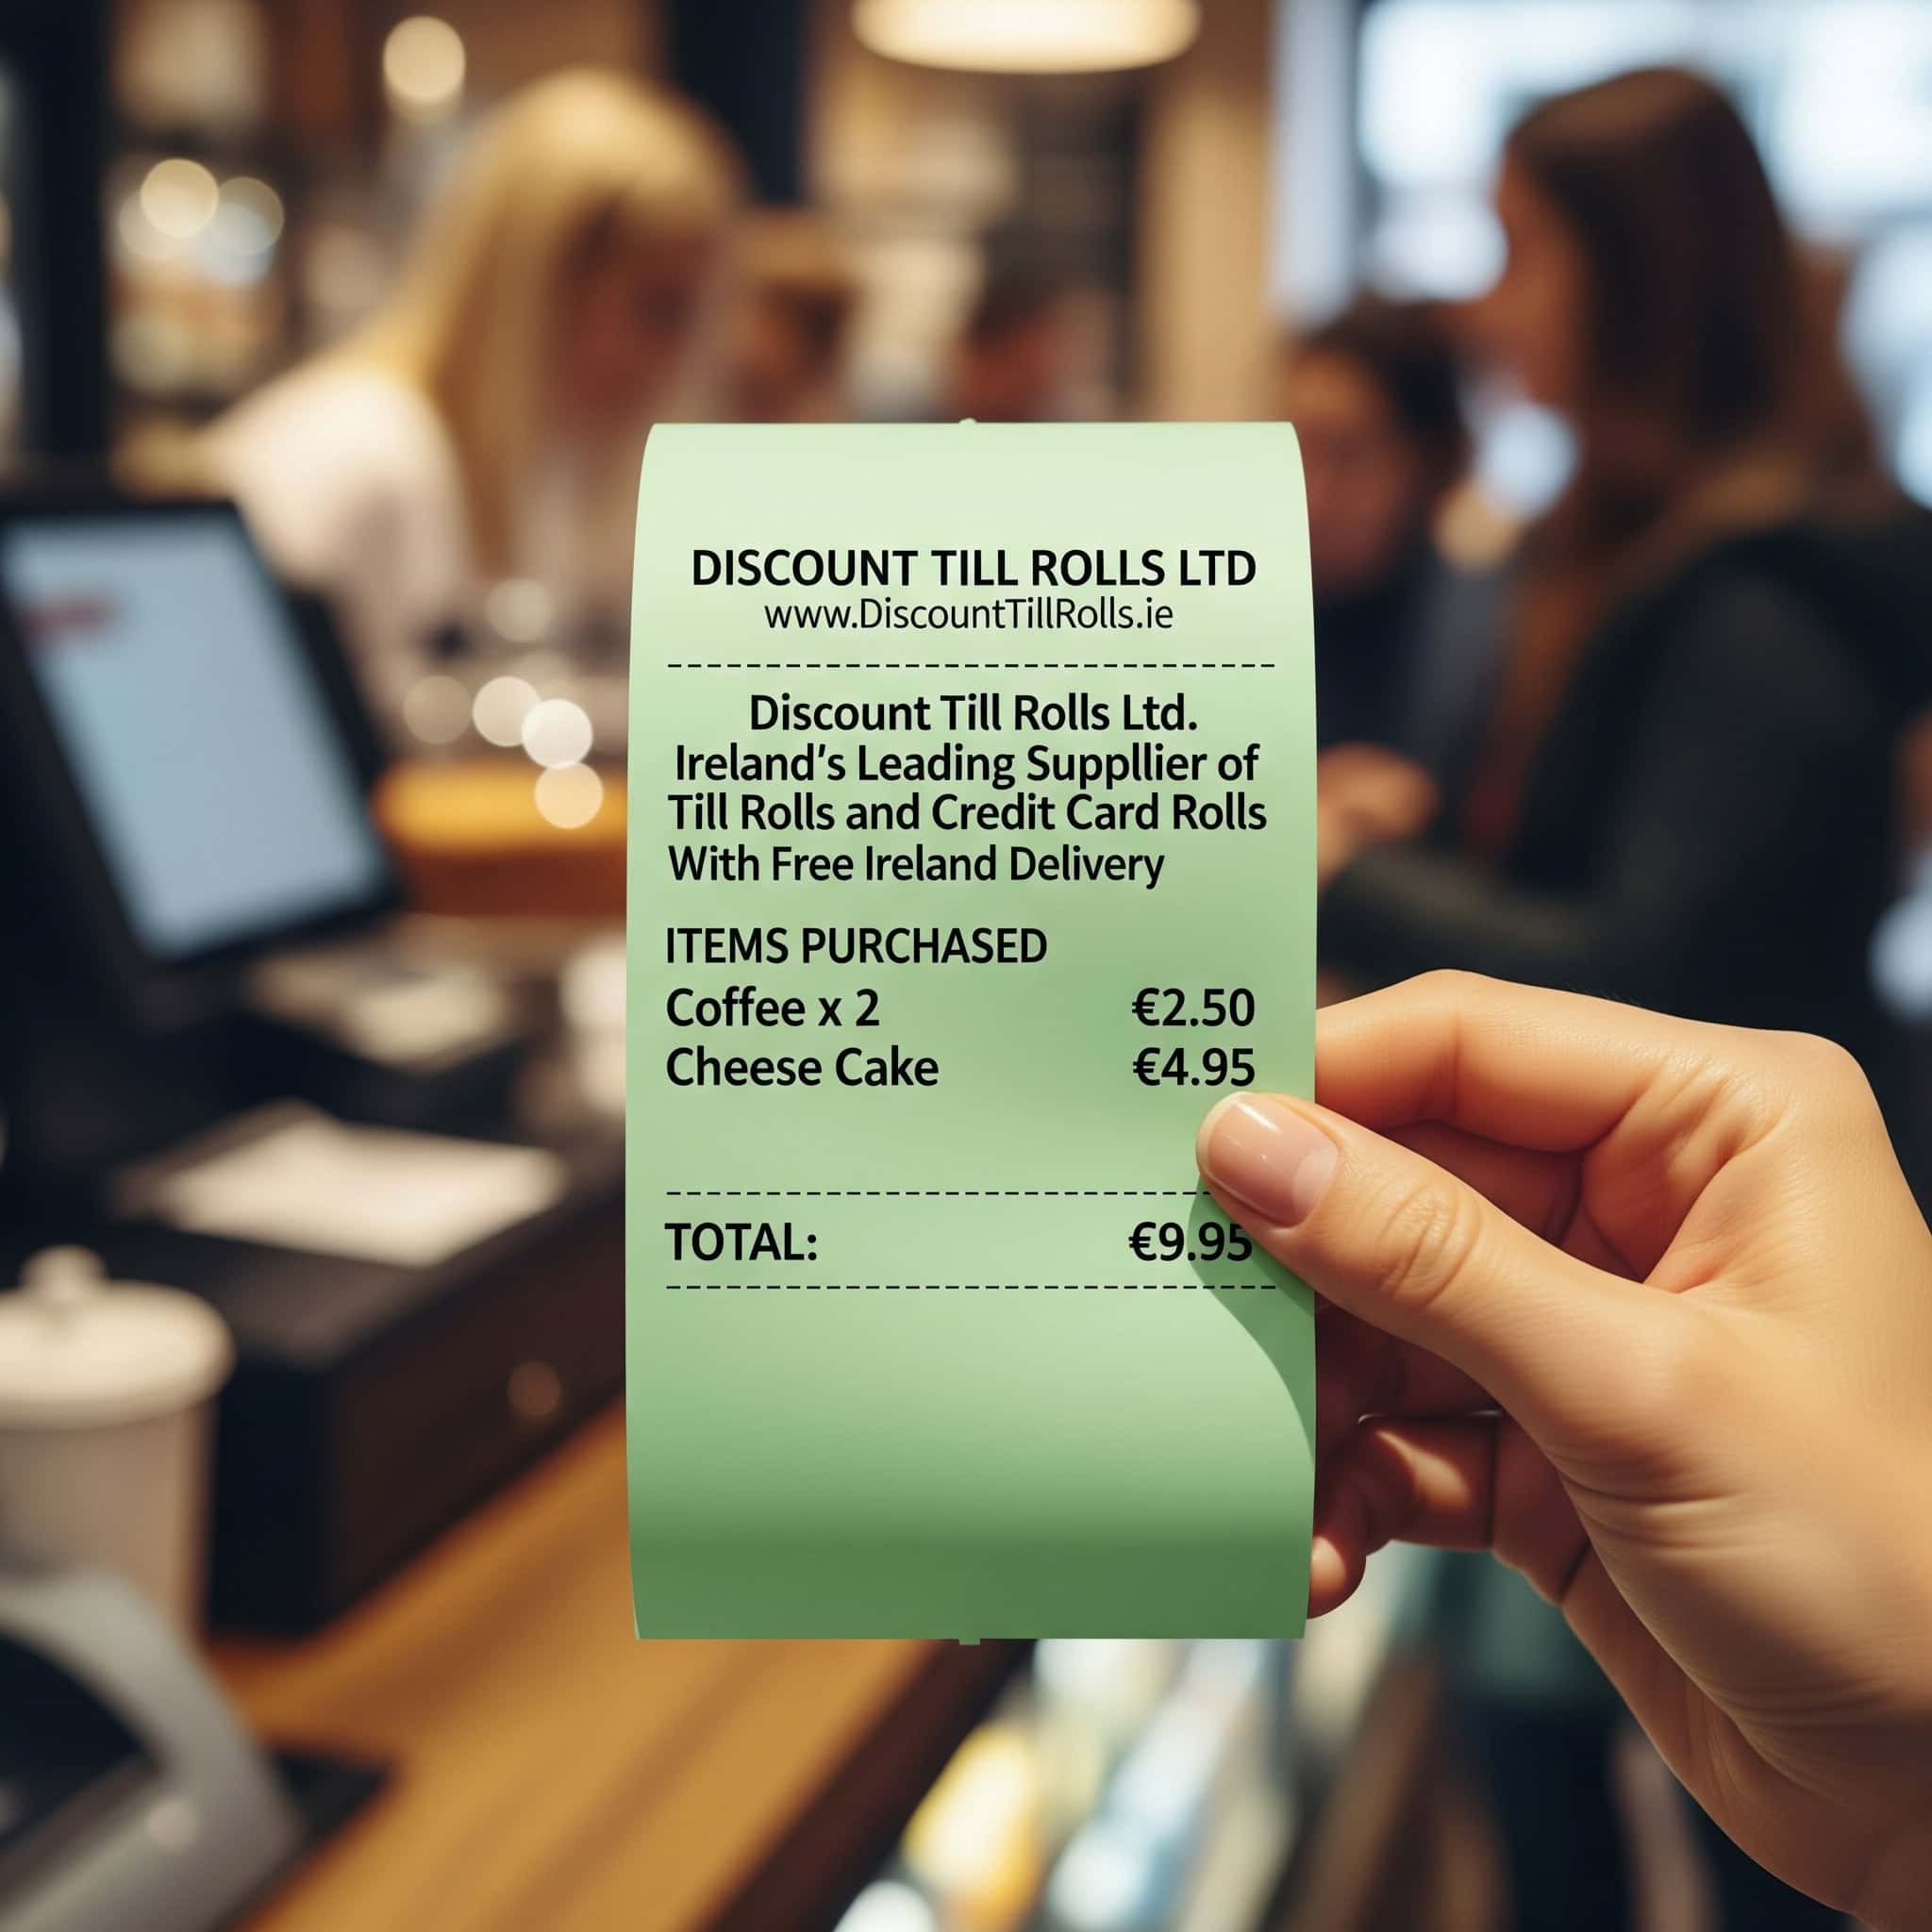 DISCOUNT TILL ROLLS LTD
www.DiscountTillRolls.ie
Discount Till Rolls Ltd.
Ireland's Leading Suppllier of
Till Rolls and Credit Card Rolls
With Free Ireland Delivery
ITEMS PURCHASED
Coffee x 2 €2.50
Cheese Cake €4.95
TOTAL: €9.95